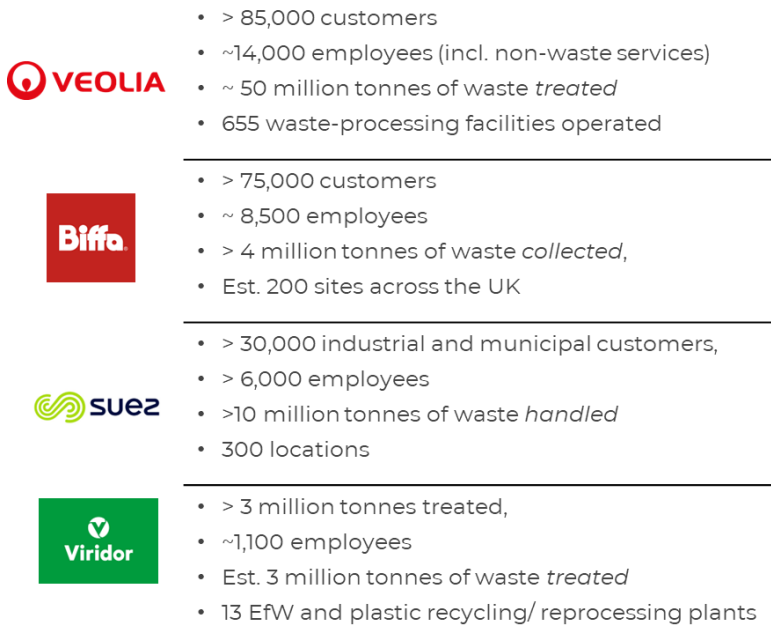 > 85,000 customers
~14,000 employees (incl. non-waste services)
VEOLIA
~ 50 million tonnes of waste treated
655 waste-processing facilities operated
> 75,000 customers
~ 8,500 employees
Biffa
> 4 million tonnes of waste collected,
Est. 200 sites across the UK
> 30,000 industrial and municipal customers,
> 6,000 employees
suez
>10 million tonnes of waste handled
300 locations
> 3 million tonnes treated,
~1,100 employees
Viridor
Est. 3 million tonnes of waste treated
13 EfW and plastic recycling/ reprocessing plants